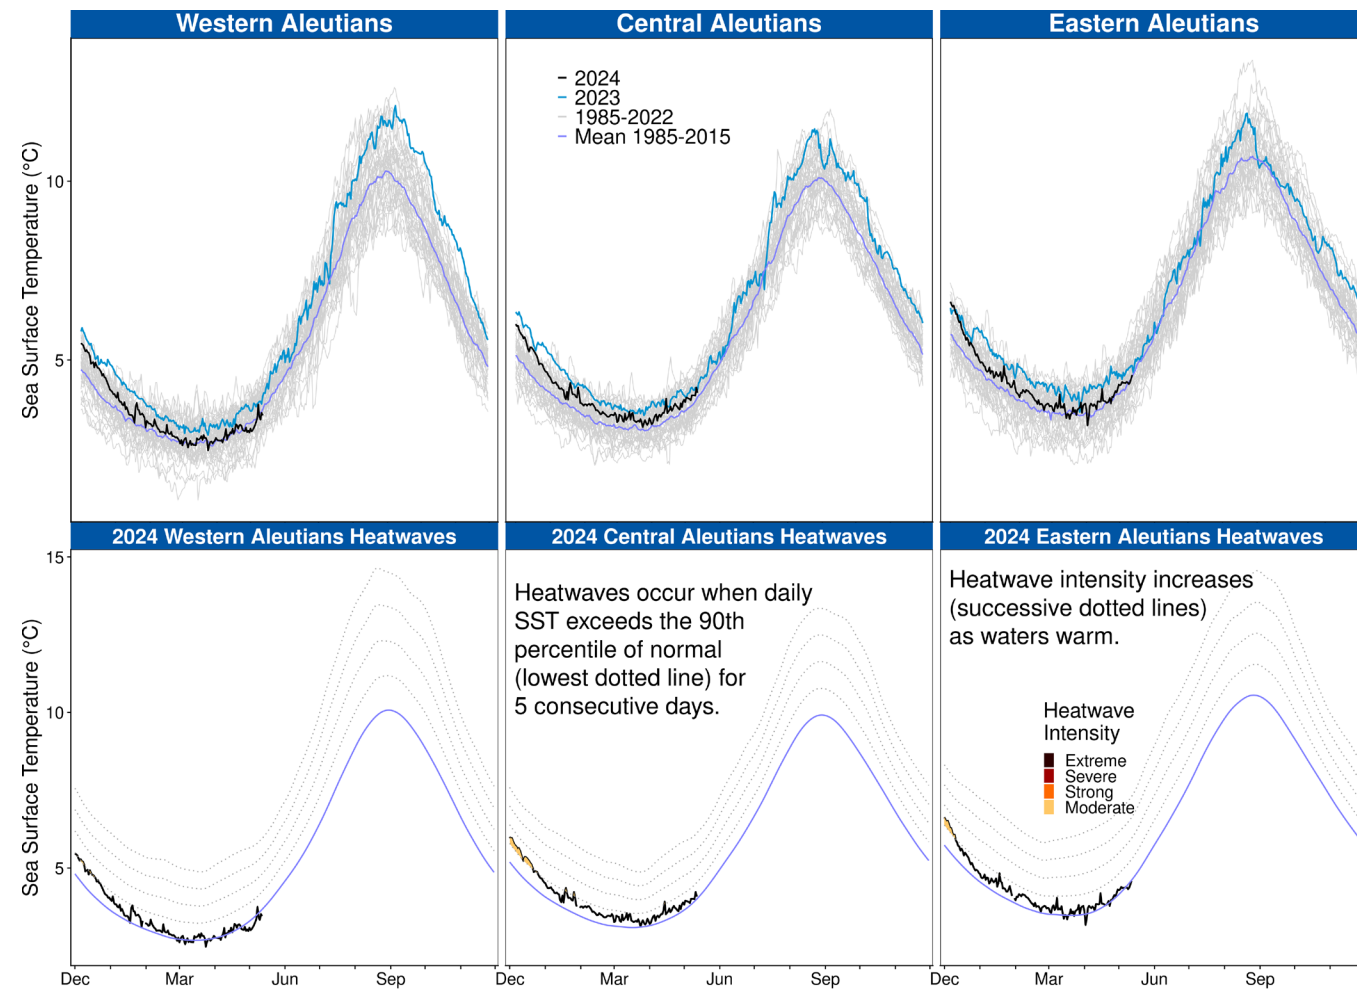 Western Aleutians
Central Aleutians
Eastern Aleutians
Sea Surface Temperature (°C)
10
5
2024
2023
1985-2022
Mean 1985-2015
2024 Western Aleutians Heatwaves
2024 Central Aleutians Heatwaves
2024 Eastern Aleutians Heatwaves
Sea Surface Temperature (°C)
15
10
5
Heatwaves occur when daily
SST exceeds the 90th
percentile of normal
(lowest dotted line) for
5 consecutive days.
Heatwave intensity increases
(successive dotted lines)
as waters warm.
Heatwave
Intensity
Extreme
Severe
Strong
Moderate
Dec Mar Jun Sep
Dec Mar Jun Sep
Dec Mar Jun Sep